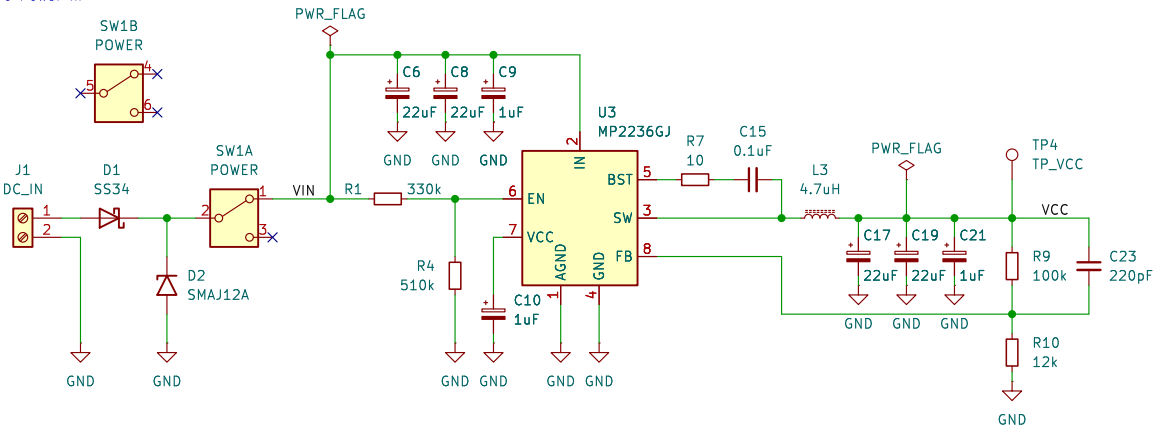 PWR_FLAG
SW1B
POWER
4
5
6
C6
22uF
C8
22uF
C9
1uF
GND
GND
GND
U3
MP2236GJ
2
IN
R7
10
C15
0.1uF
PWR_FLAG
TP4
TP_VCC
J1
DC_IN
D1
SS34
SW1A
POWER
1
2
3
1
2
VIN
R1
330k
6
EN
7
VCC
BST
5
SW
3
FB
8
AGND
1
GND
4
L3
4.7uH
VCC
C17
22uF
C19
22uF
C21
1uF
R9
100k
C23
220pF
D2
SMAJ12A
R4
510k
C10
1uF
GND
GND
GND
R10
12k
GND
GND
GND
GND
GND
GND
GND